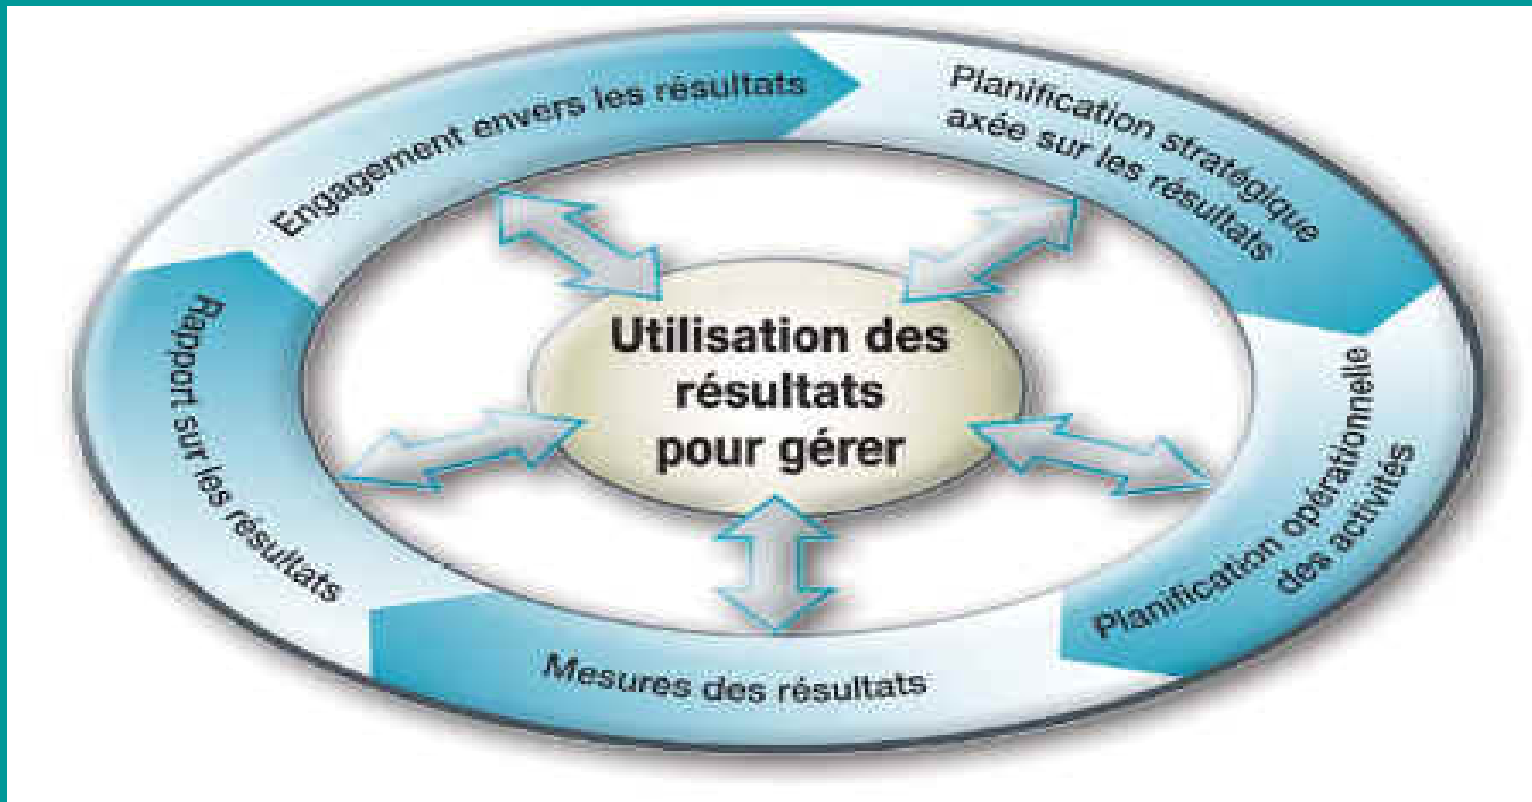 Engagement envers les résultats
Planification stratégique
axée sur les résultats
Planification opérationnelle
des activités
Mesures des résultats
Rapport sur les résultats
Utilisation des
résultats
pour gérer